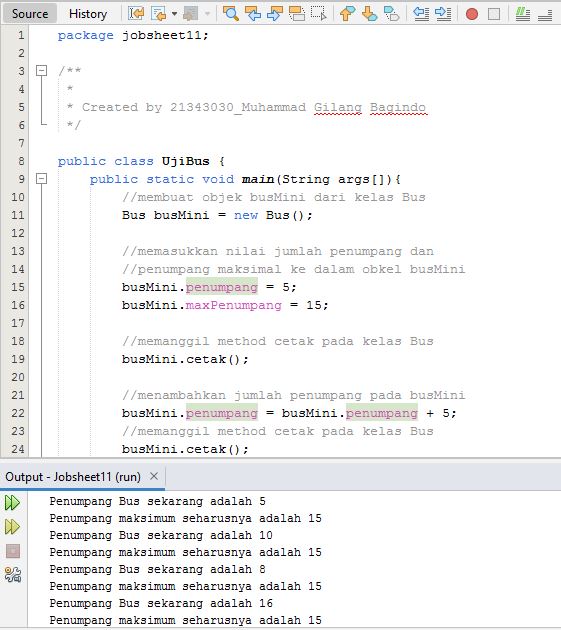 Source History
1 package jobsheet11;
2
3 /**
4 *
5 * Created by 21343030_Muhammad Gilang Bagindo
6 */
7
8 public class UjiBus {
9 public static void main(String args[]){
10 //membuat objek busMini dari kelas Bus
11 Bus busMini = new Bus();
12
13 //memasukkan nilai jumlah penumpang dan
14 //penumpang maksimal ke dalam obkel busMini
15 busMini.penumpang = 5;
16 busMini.maxPenumpang = 15;
17
18 //memanggil method cetak pada kelas Bus
19 busMini.cetak();
20
21 //menambahkan jumlah penumpang pada busMini
22 busMini.penumpang = busMini.penumpang + 5;
23 //memanggil method cetak pada kelas Bus
24 busMini.cetak();
Output - Jobsheet11 (run) ×
Penumpang Bus sekarang adalah 5
Penumpang maksimum seharusnya adalah 15
Penumpang Bus sekarang adalah 10
Penumpang maksimum seharusnya adalah 15
Penumpang Bus sekarang adalah 8
Penumpang maksimum seharusnya adalah 15
Penumpang Bus sekarang adalah 16
Penumpang maksimum seharusnya adalah 15